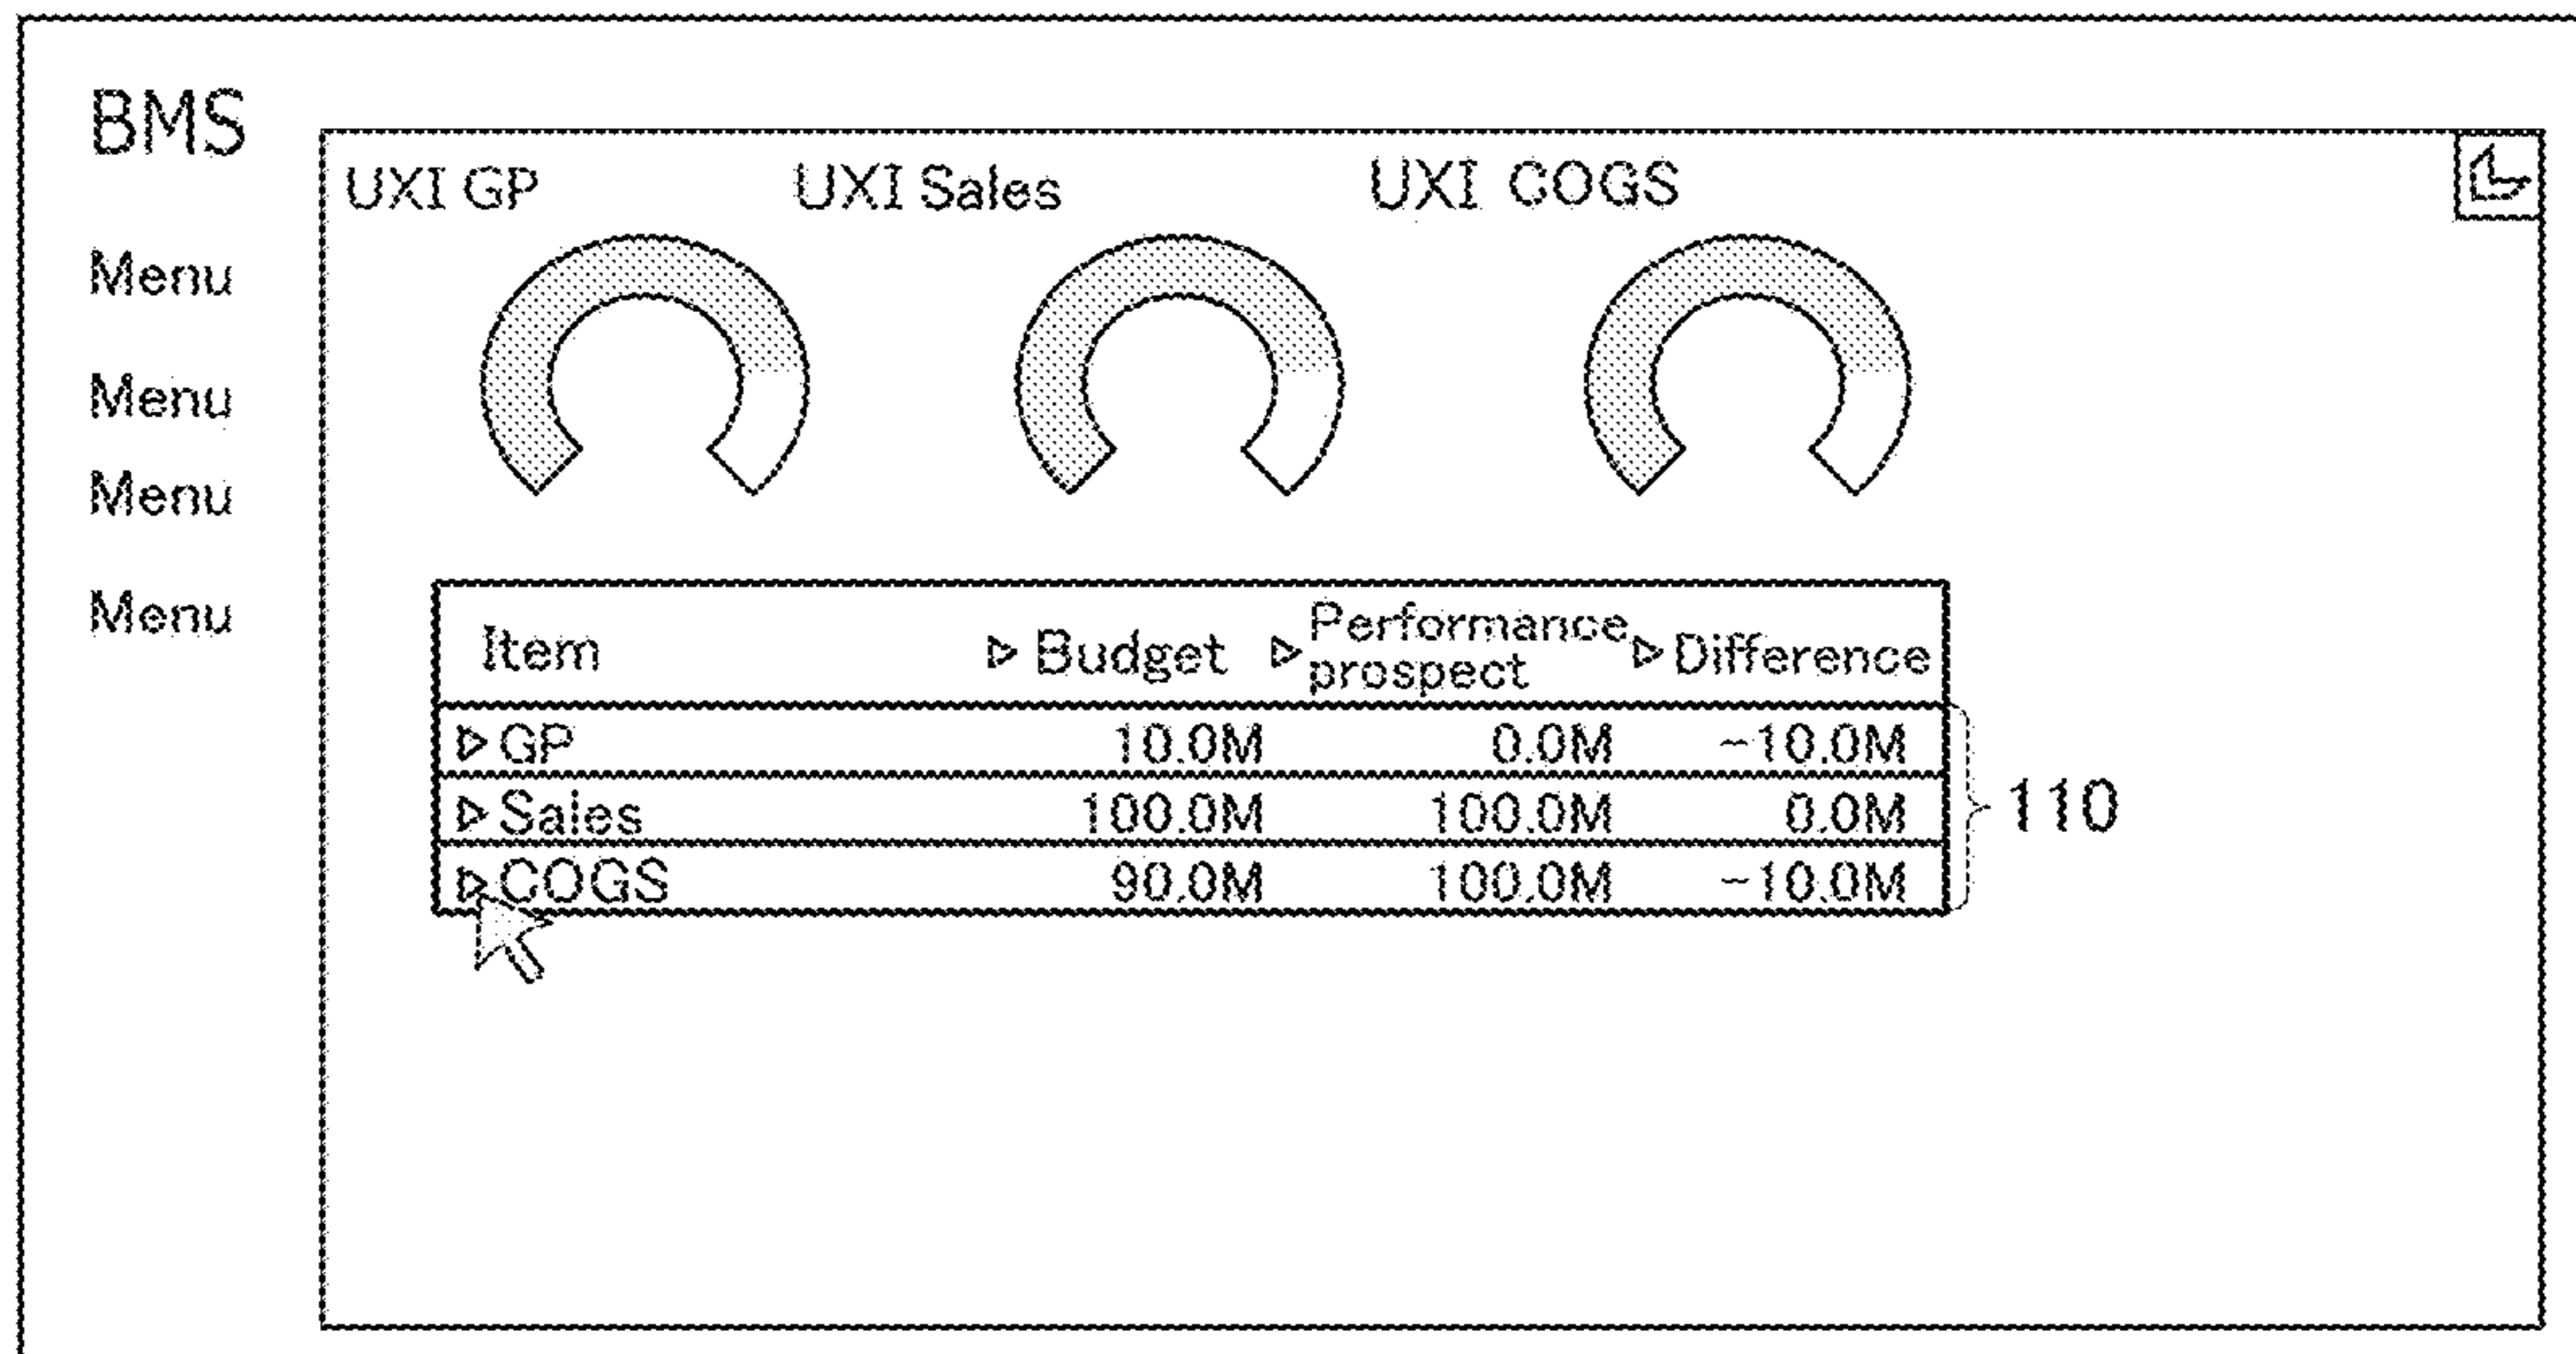 BMS
UXI GP UXI Sales UXI COGS
Menu
Menu
Menu
Menu
Item ▷ Budget ▷ Performance prospect ▷ Difference
▷ GP 10.0M 0.0M -10.0M
▷ Sales 100.0M 100.0M 0.0M
▷ COGS 90.0M 100.0M -10.0M
110